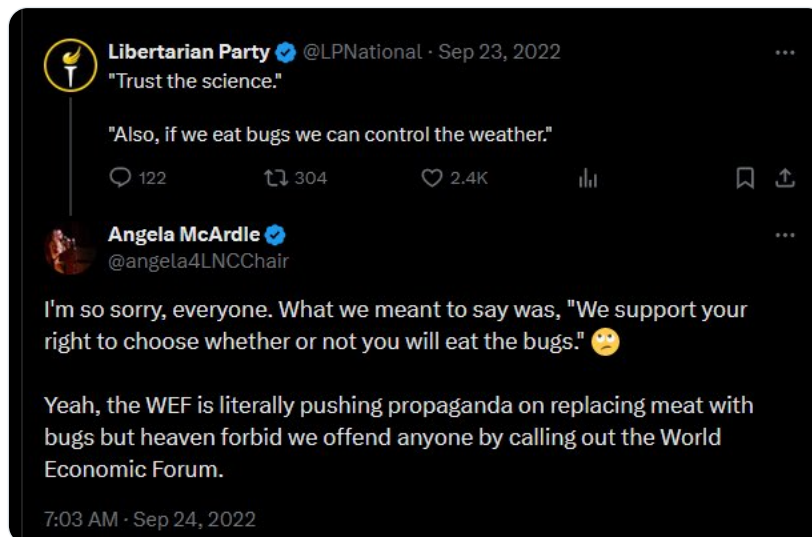 Libertarian Party @LPNational · Sep 23, 2022
"Trust the science."
"Also, if we eat bugs we can control the weather."
122 304 2.4K
Angela McArdle
@angela4LNCChair
I'm so sorry, everyone. What we meant to say was, "We support your
right to choose whether or not you will eat the bugs." 🙄
Yeah, the WEF is literally pushing propaganda on replacing meat with
bugs but heaven forbid we offend anyone by calling out the World
Economic Forum.
7:03 AM · Sep 24, 2022